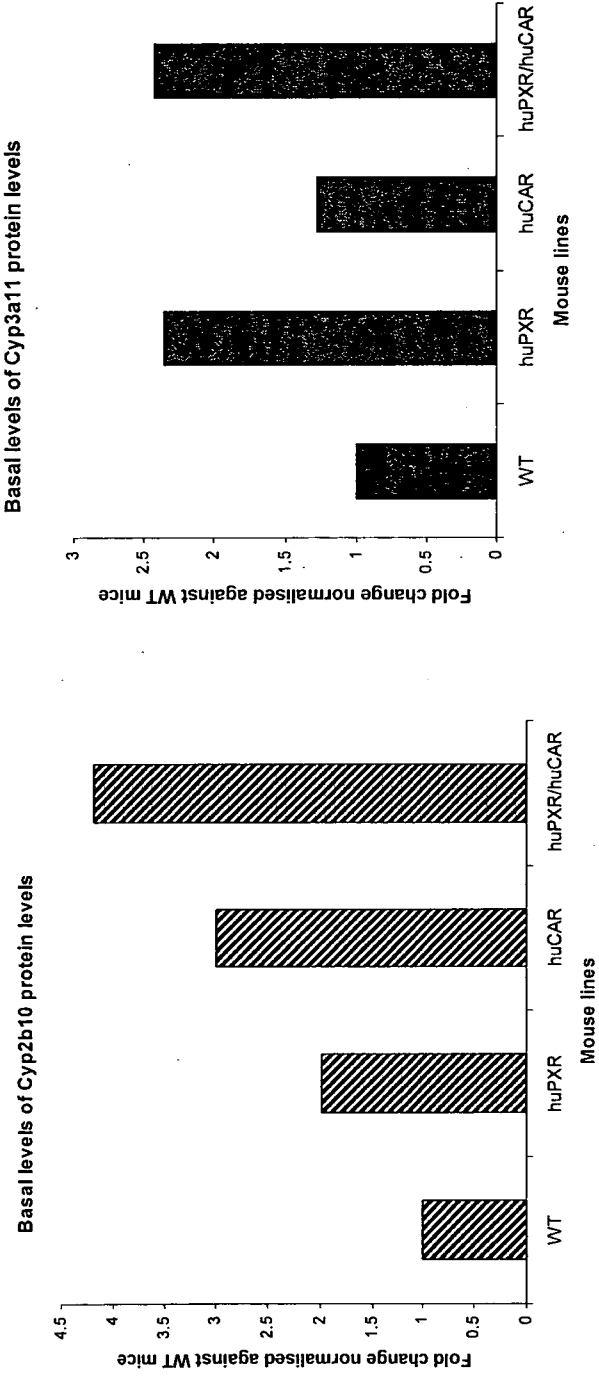 Basal levels of Cyp2b10 protein levels
Fold change normalised against WT mice
4.5
4
3.5
3
2.5
2
1.5
1
0.5
0
WT
huPXR
huCAR
huPXR/huCAR
Mouse lines
Basal levels of Cyp3a11 protein levels
Fold change normalised against WT mice
3
2.5
2
1.5
1
0.5
0
WT
huPXR
huCAR
huPXR/huCAR
Mouse lines